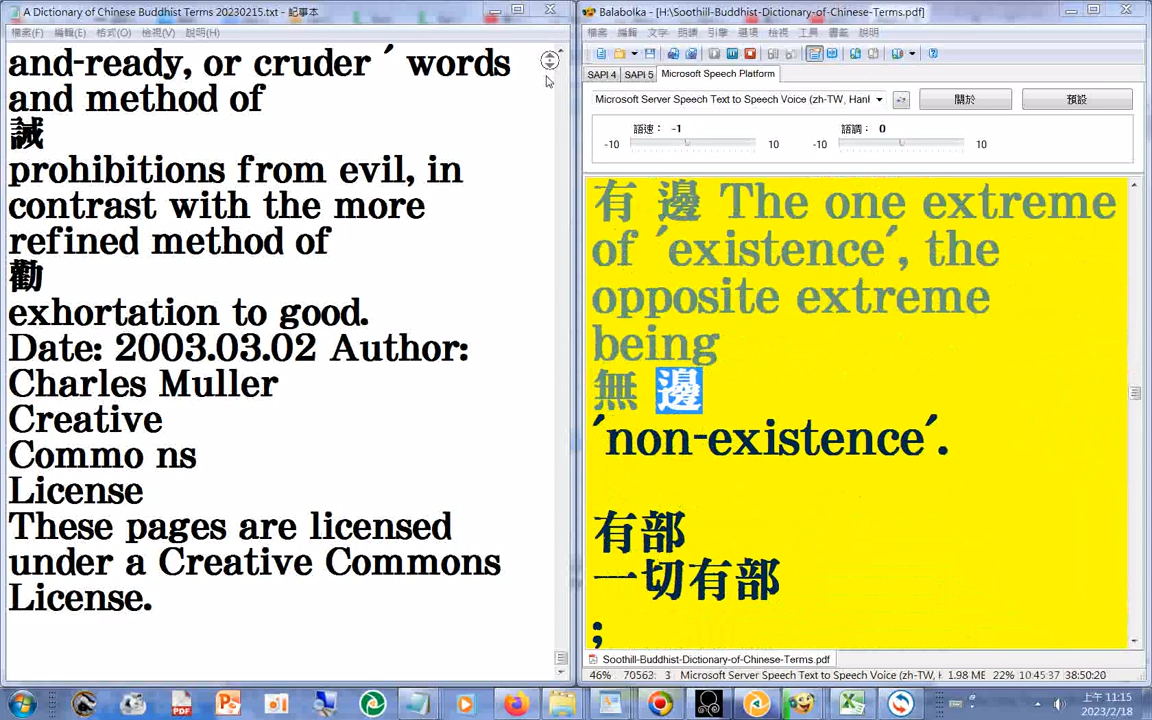 A Dictionary of Chinese Buddhist Terms 20230215.txt - 記事本
檔案(F) 編輯(E) 格式(O) 檢視(V) 說明(H)
and-ready, or cruder ´ words
and method of
誡
prohibitions from evil, in
contrast with the more
refined method of
勸
exhortation to good.
Date: 2003.03.02 Author:
Charles Muller
Creative
Commo ns
License
These pages are licensed
under a Creative Commons
License.
Balabolka - [H:\Soothill-Buddhist-Dictionary-of-Chinese-Terms.pdf]
檔案 編輯 文字 朗讀 引擎 選項 檢視 工具 書籤 說明
SAPI 4 SAPI 5 Microsoft Speech Platform
Microsoft Server Speech Text to Speech Voice (zh-TW, Hanl 關於 預設
語速： -1 語調： 0
-10 10 -10 10
有 邊 The one extreme
of ´existence´, the
opposite extreme
being
無 邊
´non-existence´.
有部
一切有部
;
Soothill-Buddhist-Dictionary-of-Chinese-Terms.pdf
46% 70562: 3 Microsoft Server Speech Text to Speech Voice (zh-TW, H 1.98 MB 22% 10:45:37 38:50:20
PDF
上午 11:15
2023/2/18